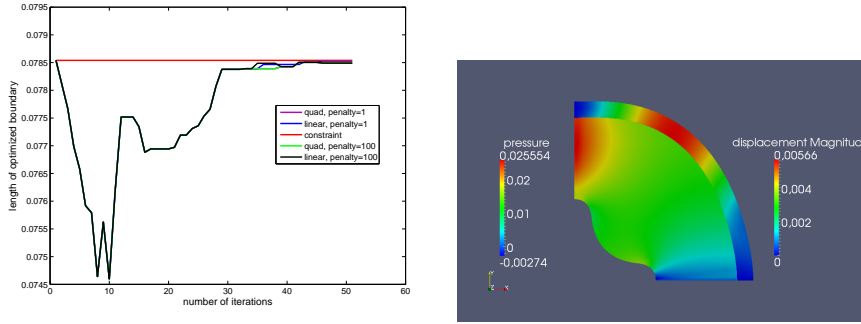 0.0795
0.079
0.0785
0.078
0.0775
0.077
0.0765
0.076
0.0755
0.075
0.0745
length of optimized boundary
0 10 20 30 40 50 60
number of iterations
quad, penalty=1
linear, penalty=1
constraint
quad, penalty=100
linear, penalty=100
pressure
0,025554
0,02
0,01
0
-0,00274
displacement Magnitud
0,00566
0,004
0,002
0